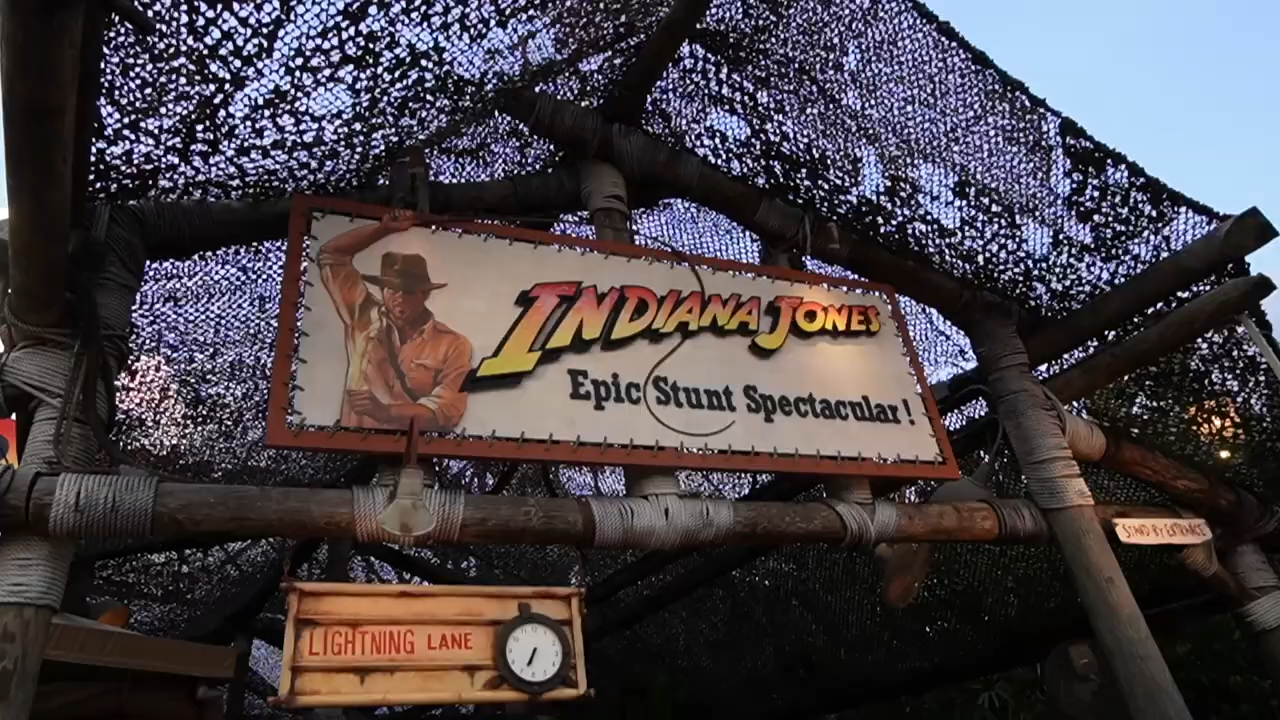 INDIANA JONES
Epic Stunt Spectacular!
STAND BY ENTRANCE
LIGHTNING LANE